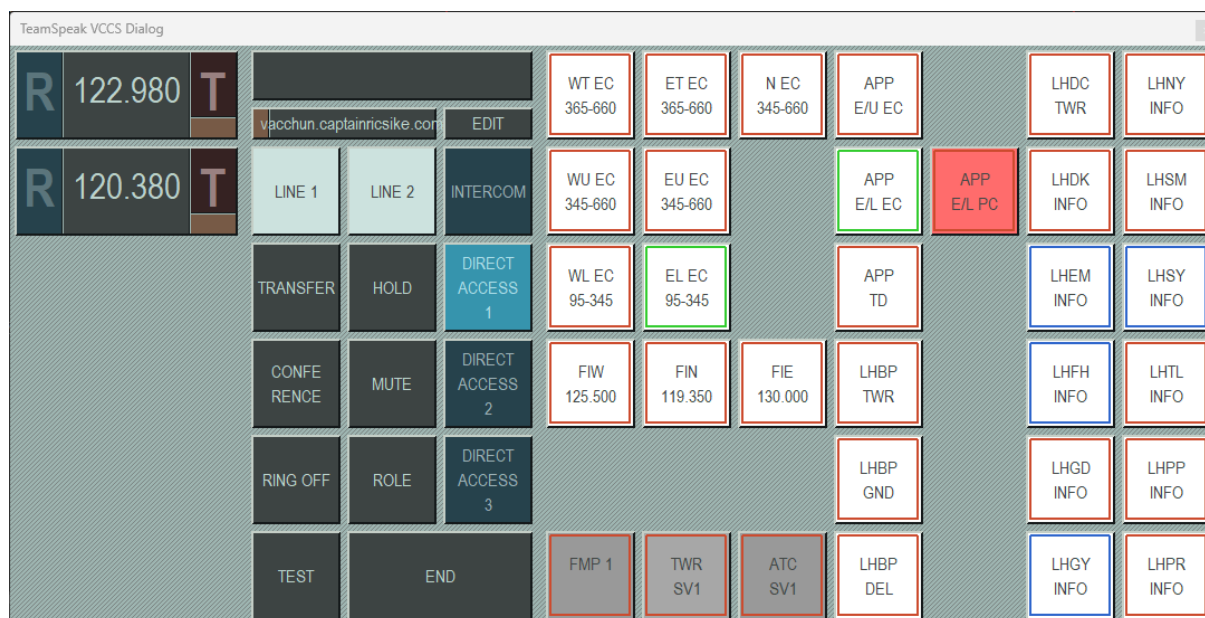 TeamSpeak VCCS Dialog
R 122.980 T
vacchun.captainricsike.com EDIT
R 120.380 T
LINE 1
LINE 2
INTERCOM
TRANSFER
HOLD
DIRECT
ACCESS
1
CONFE
RENCE
MUTE
DIRECT
ACCESS
2
RING OFF
ROLE
DIRECT
ACCESS
3
TEST
END
WT EC
365-660
ET EC
365-660
N EC
345-660
APP
E/U EC
LHDC
TWR
LHNY
INFO
WU EC
345-660
EU EC
345-660
APP
E/L EC
APP
E/L PC
LHDK
INFO
LHSM
INFO
WL EC
95-345
EL EC
95-345
APP
TD
LHEM
INFO
LHSY
INFO
FIW
125.500
FIN
119.350
FIE
130.000
LHBP
TWR
LHFH
INFO
LHTL
INFO
LHBP
GND
LHGD
INFO
LHPP
INFO
FMP 1
TWR
SV1
ATC
SV1
LHBP
DEL
LHGY
INFO
LHPR
INFO